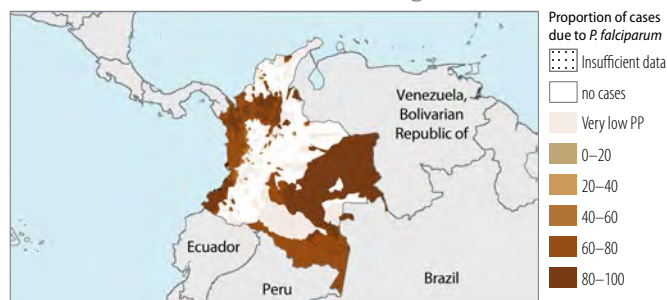 Proportion of cases
due to P. falciparum
Insufficient data
no cases
Very low PP
0–20
20–40
40–60
60–80
80–100
Venezuela,
Bolivarian
Republic of
Ecuador
Peru
Brazil